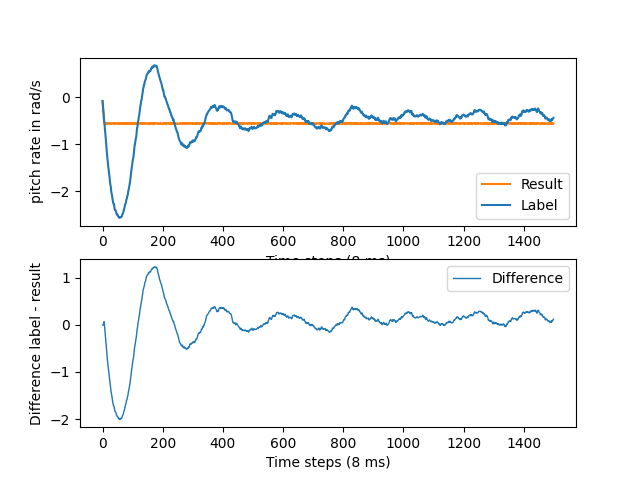 pitch rate in rad/s
0
−1
−2
Result
Label
0 200 400 600 800 1000 1200 1400
Time steps (8 ms)
Difference label - result
1
0
−1
−2
Difference
0 200 400 600 800 1000 1200 1400
Time steps (8 ms)